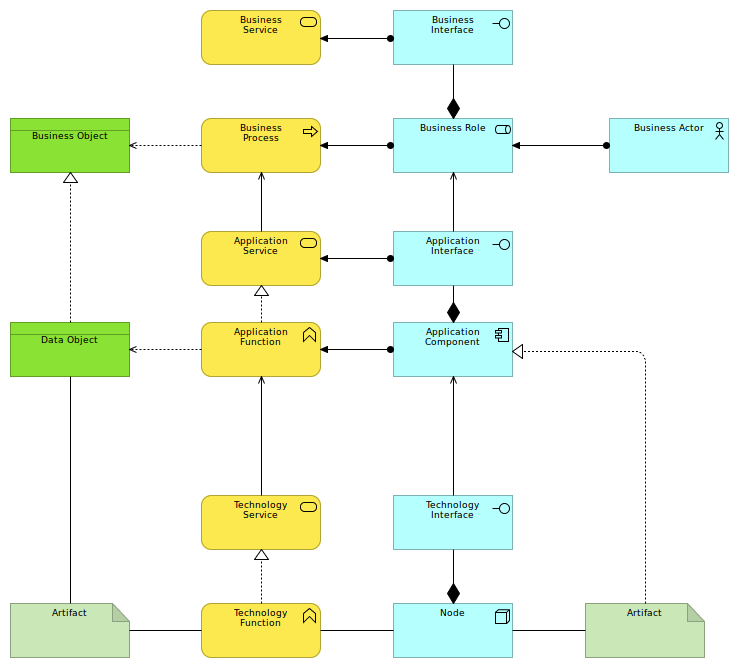 Business
Service
Business
Interface
Business Object
Business
Process
Business Role
Business Actor
Application
Service
Application
Interface
Data Object
Application
Function
Application
Component
Technology
Service
Technology
Interface
Artifact
Technology
Function
Node
Artifact